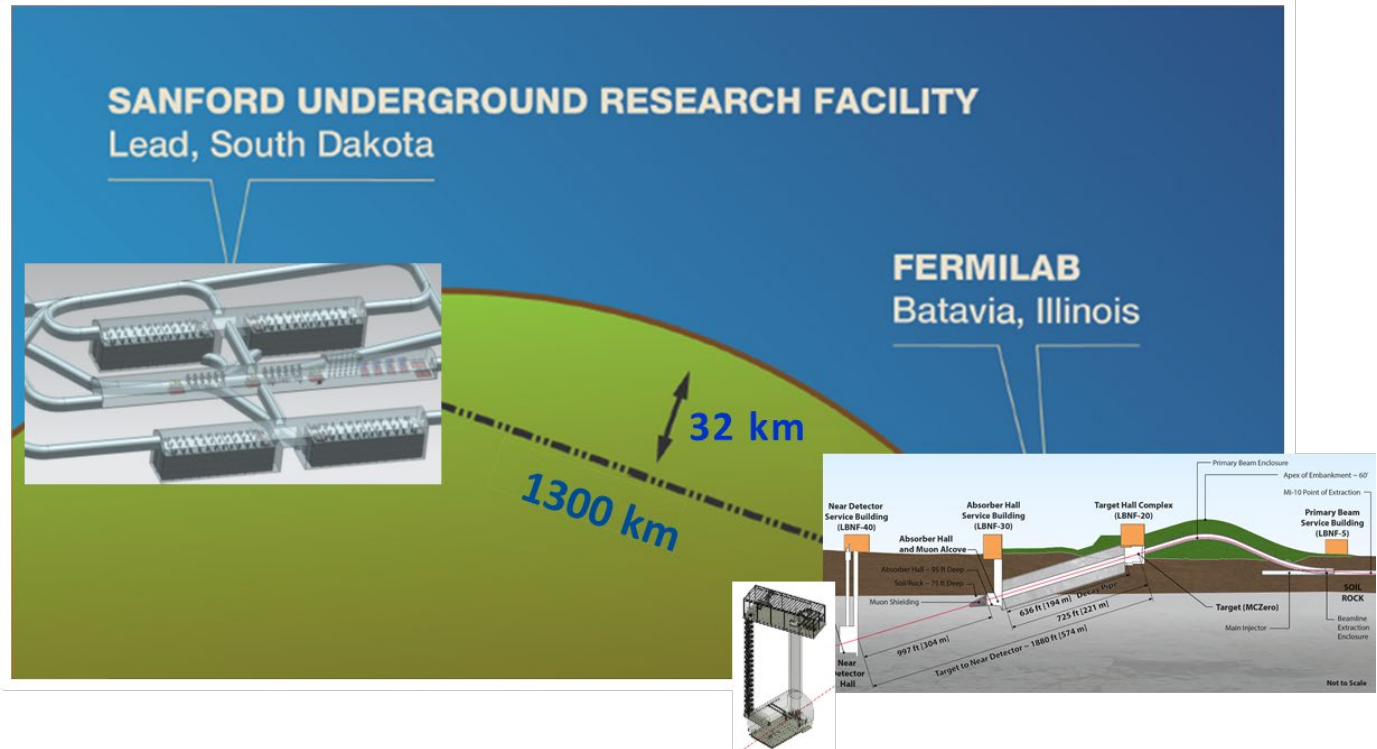 SANFORD UNDERGROUND RESEARCH FACILITY
Lead, South Dakota
FERMILAB
Batavia, Illinois
32 km
1300 km
Primary Beam Enclosure
Apex of Embankment ~ 60'
MI-10 Point of Extraction
Near Detector
Service Building
(LBNF-40)
Absorber Hall
Service Building
(LBNF-30)
Target Hall Complex
(LBNF-20)
Primary Beam
Service Building
(LBNF-5)
Absorber Hall
and Muon Alcove
Absorber Hall ~ 95 ft Deep
Soil/Rock ~ 71 ft Deep
Muon Shielding
636 ft [194 m] Decay Pipe
725 ft [221 m]
997 ft [304 m]
Target to Near Detector ~ 1880 ft [574 m]
Target (MCZero)
Main Injector
SOIL
ROCK
Beamline
Extraction
Enclosure
Near
Detector
Hall
Not to Scale